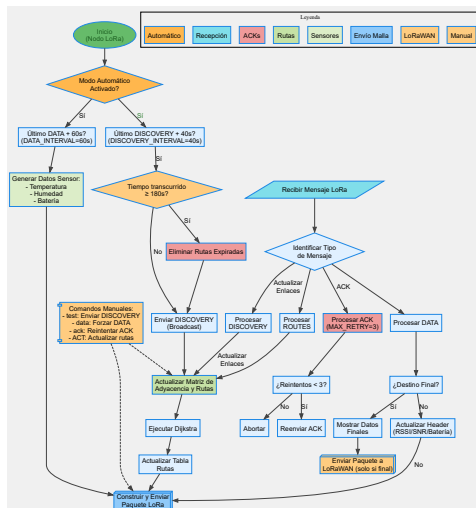 Leyenda
Automático
Recepción
ACKs
Rutas
Sensores
Envío Malla
LoRaWAN
Manual
Inicio
(Nodo LoRa)
Modo Automático
Activado?
Sí
Sí
Último DATA + 60s?
(DATA_INTERVAL=60s)
Último DISCOVERY + 40s?
(DISCOVERY_INTERVAL=40s)
Generar Datos Sensor:
- Temperatura
- Humedad
- Batería
Tiempo transcurrido
≥ 180s?
Recibir Mensaje LoRa
Sí
No
Eliminar Rutas Expiradas
Identificar Tipo
de Mensaje
Actualizar
Enlaces
ACK
Comandos Manuales:
- test: Enviar DISCOVERY
- data: Forzar DATA
- ack: Reintentar ACK
- ACT: Actualizar rutas
Enviar DISCOVERY
(Broadcast)
Procesar
DISCOVERY
Procesar
ROUTES
Procesar ACK
(MAX_RETRY=3)
Procesar DATA
Actualizar
Enlaces
Actualizar Matriz de
Adyacencia y Rutas
¿Reintentos < 3?
¿Destino Final?
No
Sí
Sí
No
Ejecutar Dijkstra
Abortar
Reenviar ACK
Mostrar Datos
Finales
Actualizar Header
(RSSI/SNR/Batería)
Actualizar Tabla
Rutas
Enviar Paquete a
LoRaWAN (solo si final)
No
Construir y Enviar
Paquete LoRa